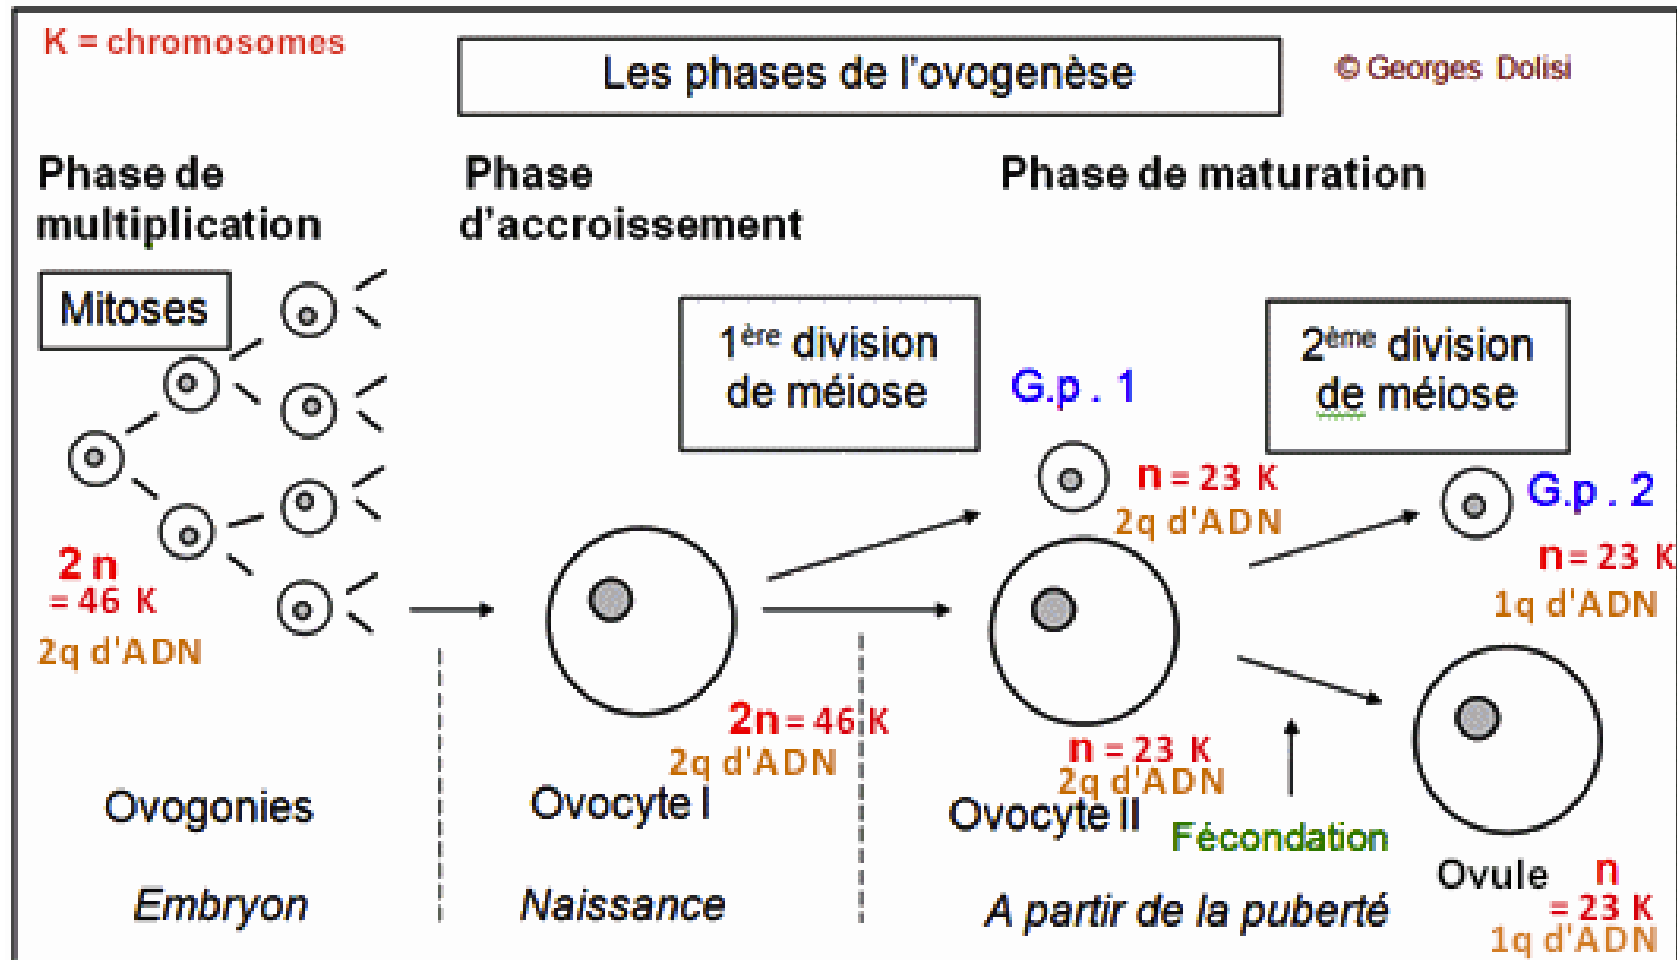 K = chromosomes
Les phases de l'ovogenèse
© Georges Dolisi
Phase de
multiplication
Phase
d'accroissement
Phase de maturation
Mitoses
1ère division
de méiose
G.p . 1
2ème division
de méiose
n = 23 K
2q d'ADN
G.p . 2
n = 23 K
1q d'ADN
2 n
= 46 K
2q d'ADN
2n = 46 K
2q d'ADN
n = 23 K
2q d'ADN
Ovogonies
Ovocyte I
Ovocyte II
Fécondation
Ovule n
= 23 K
1q d'ADN
Embryon
Naissance
A partir de la puberté